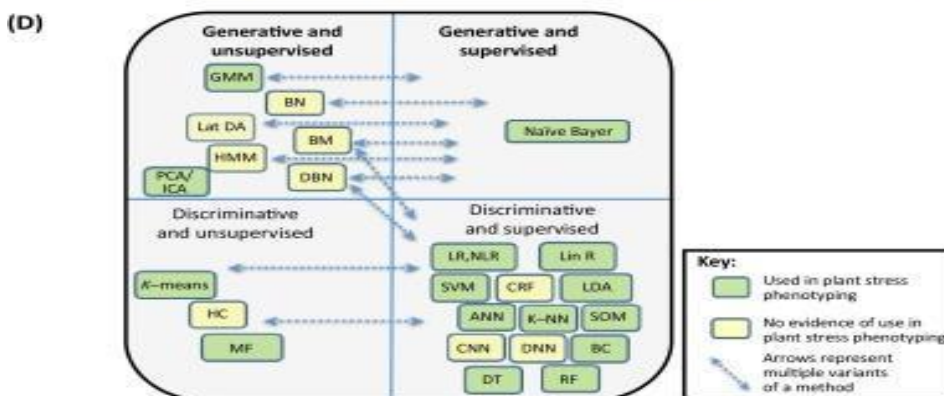 (D)
Generative and
unsupervised
Generative and
supervised
GMM
BN
Lat DA
BM
Naïve Bayer
HMM
PCA/
ICA
DBN
Discriminative
and unsupervised
Discriminative
and supervised
LR,NLR
Lin R
K–means
SVM
CRF
LDA
HC
ANN
K–NN
SOM
MF
CNN
DNN
BC
DT
RF
Key:
Used in plant stress
phenotyping
No evidence of use in
plant stress phenotyping
Arrows represent
multiple variants
of a method